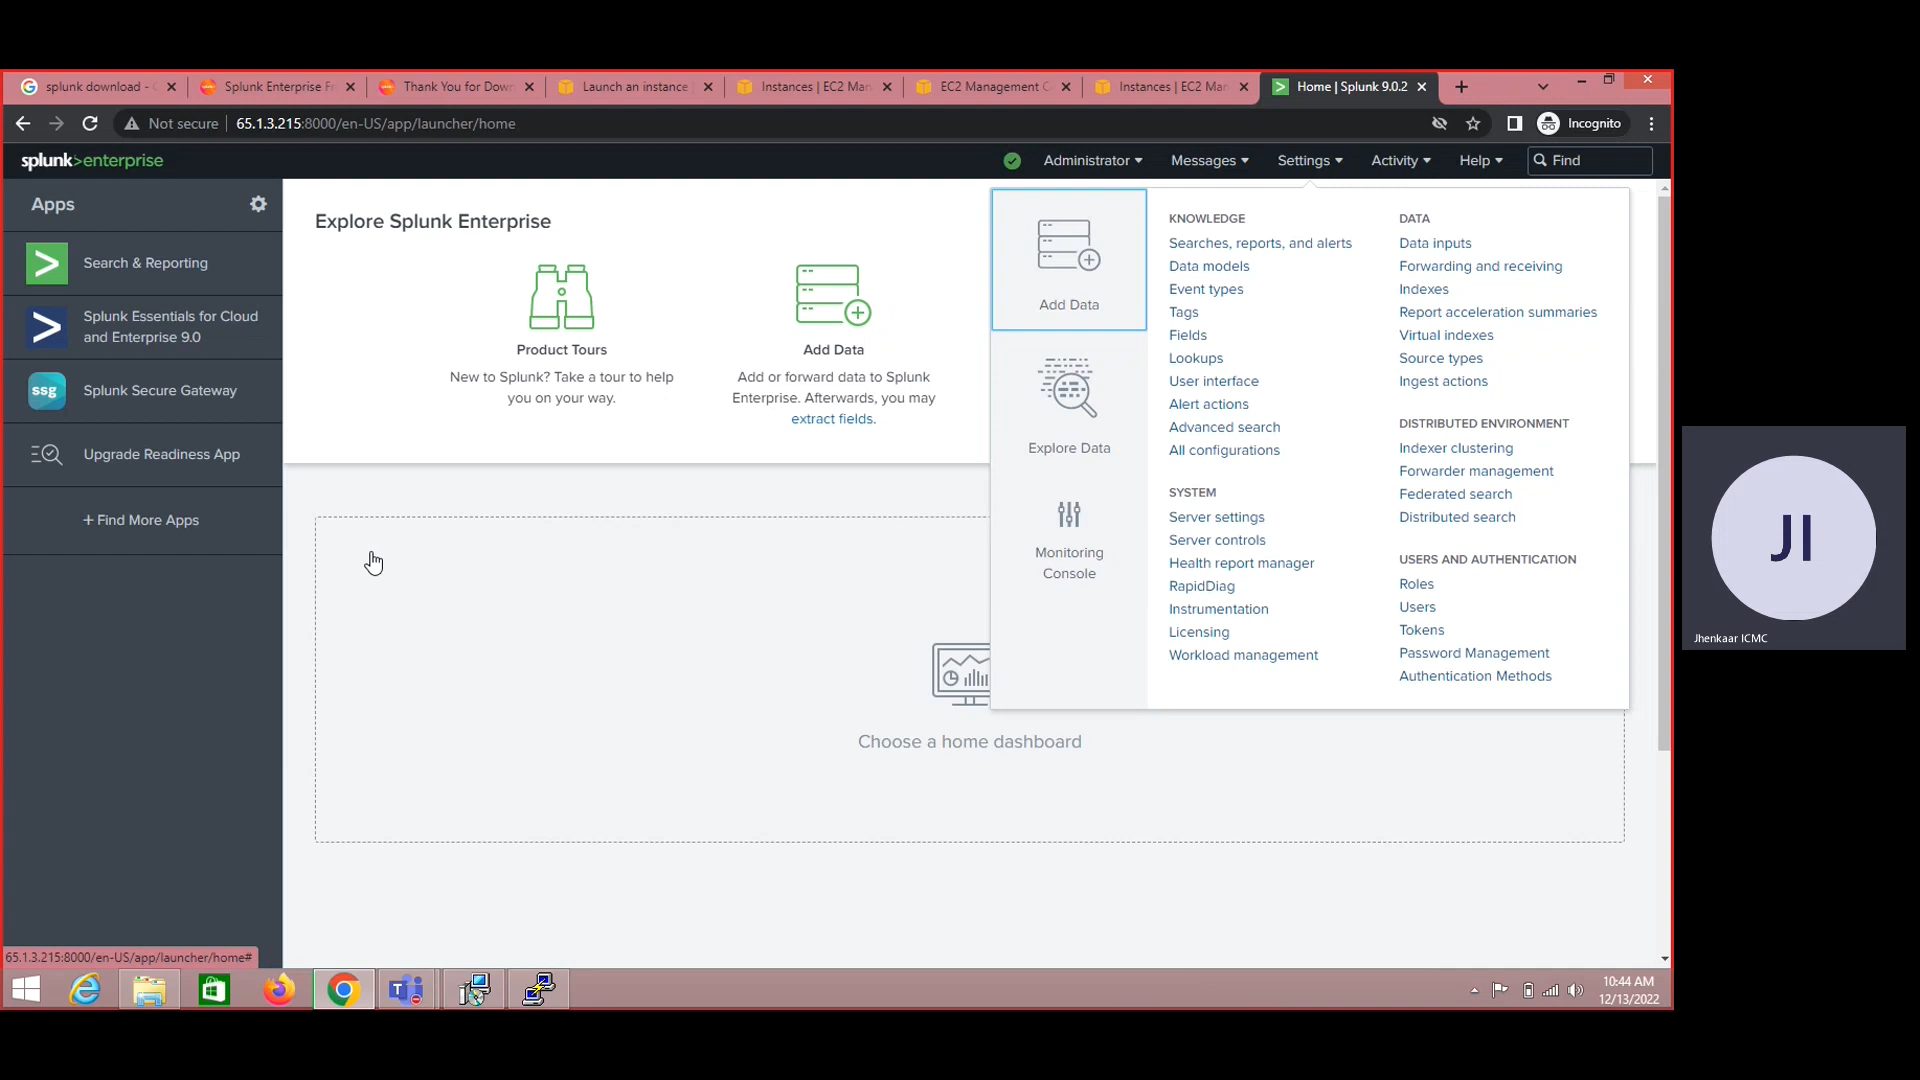 splunk download -
Splunk Enterprise Fr
Thank You for Dow
Launch an instance
Instances | EC2 Man
EC2 Management C
Instances | EC2 Man
Home | Splunk 9.0.2
Not secure
65.1.3.215:8000/en-US/app/launcher/home
Incognito
splunk>enterprise
Administrator
Messages
Settings
Activity
Help
Find
Apps
Search & Reporting
Splunk Essentials for Cloud
and Enterprise 9.0
ssg
Splunk Secure Gateway
Upgrade Readiness App
+ Find More Apps
Explore Splunk Enterprise
Product Tours
New to Splunk? Take a tour to help
you on your way.
Add Data
Add or forward data to Splunk
Enterprise. Afterwards, you may
extract fields.
Choose a home dashboard
Add Data
Explore Data
Monitoring
Console
KNOWLEDGE
Searches, reports, and alerts
Data models
Event types
Tags
Fields
Lookups
User interface
Alert actions
Advanced search
All configurations
SYSTEM
Server settings
Server controls
Health report manager
RapidDiag
Instrumentation
Licensing
Workload management
DATA
Data inputs
Forwarding and receiving
Indexes
Report acceleration summaries
Virtual indexes
Source types
Ingest actions
DISTRIBUTED ENVIRONMENT
Indexer clustering
Forwarder management
Federated search
Distributed search
USERS AND AUTHENTICATION
Roles
Users
Tokens
Password Management
Authentication Methods
JI
Jhenkaar ICMC
65.1.3.215:8000/en-US/app/launcher/home#
10:44 AM
12/13/2022